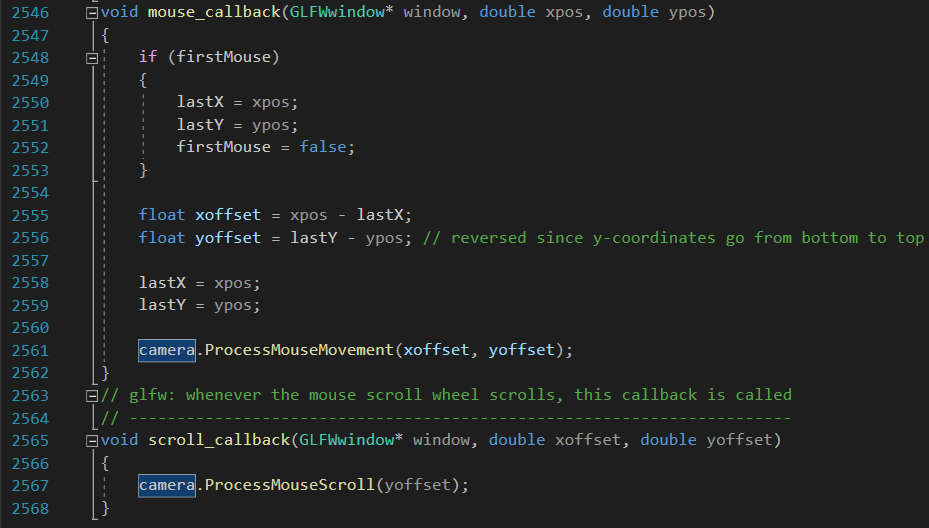 2546 void mouse_callback(GLFWwindow* window, double xpos, double ypos)
2547 {
2548     if (firstMouse)
2549     {
2550         lastX = xpos;
2551         lastY = ypos;
2552         firstMouse = false;
2553     }
2554
2555     float xoffset = xpos - lastX;
2556     float yoffset = lastY - ypos; // reversed since y-coordinates go from bottom to top
2557
2558     lastX = xpos;
2559     lastY = ypos;
2560
2561     camera.ProcessMouseMovement(xoffset, yoffset);
2562 }
2563 // glfw: whenever the mouse scroll wheel scrolls, this callback is called
2564 // ----------------------------------------------------------------------
2565 void scroll_callback(GLFWwindow* window, double xoffset, double yoffset)
2566 {
2567     camera.ProcessMouseScroll(yoffset);
2568 }